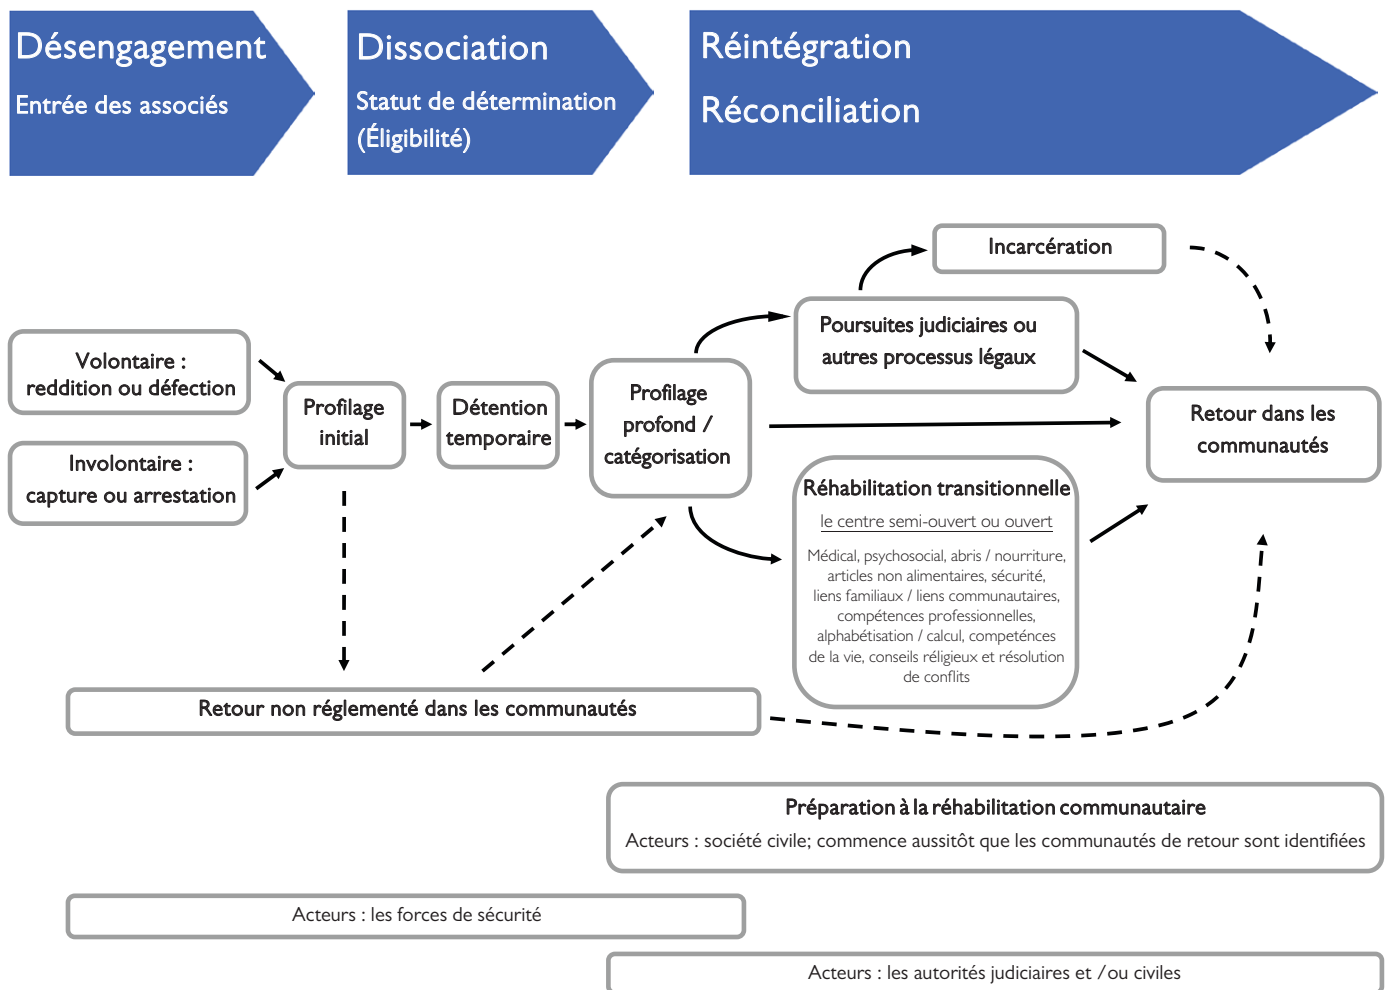 Désengagement
Entrée des associés
Dissociation
Statut de détermination
(Éligibilité)
Réintégration
Réconciliation
Incarcération
Poursuites judiciaires ou
autres processus légaux
Volontaire :
reddition ou défection
Involontaire :
capture ou arrestation
Profilage
initial
Détention
temporaire
Profilage
profond /
catégorisation
Retour dans les
communautés
Réhabilitation transitionnelle
le centre semi-ouvert ou ouvert
Médical, psychosocial, abris / nourriture,
articles non alimentaires, sécurité,
liens familiaux / liens communautaires,
compétences professionnelles,
alphabétisation / calcul, competénces
de la vie, conseils réligieux et résolution
de conflits
Retour non réglementé dans les communautés
Préparation à la réhabilitation communautaire
Acteurs : société civile; commence aussitôt que les communautés de retour sont identifiées
Acteurs : les forces de sécurité
Acteurs : les autorités judiciaires et /ou civiles